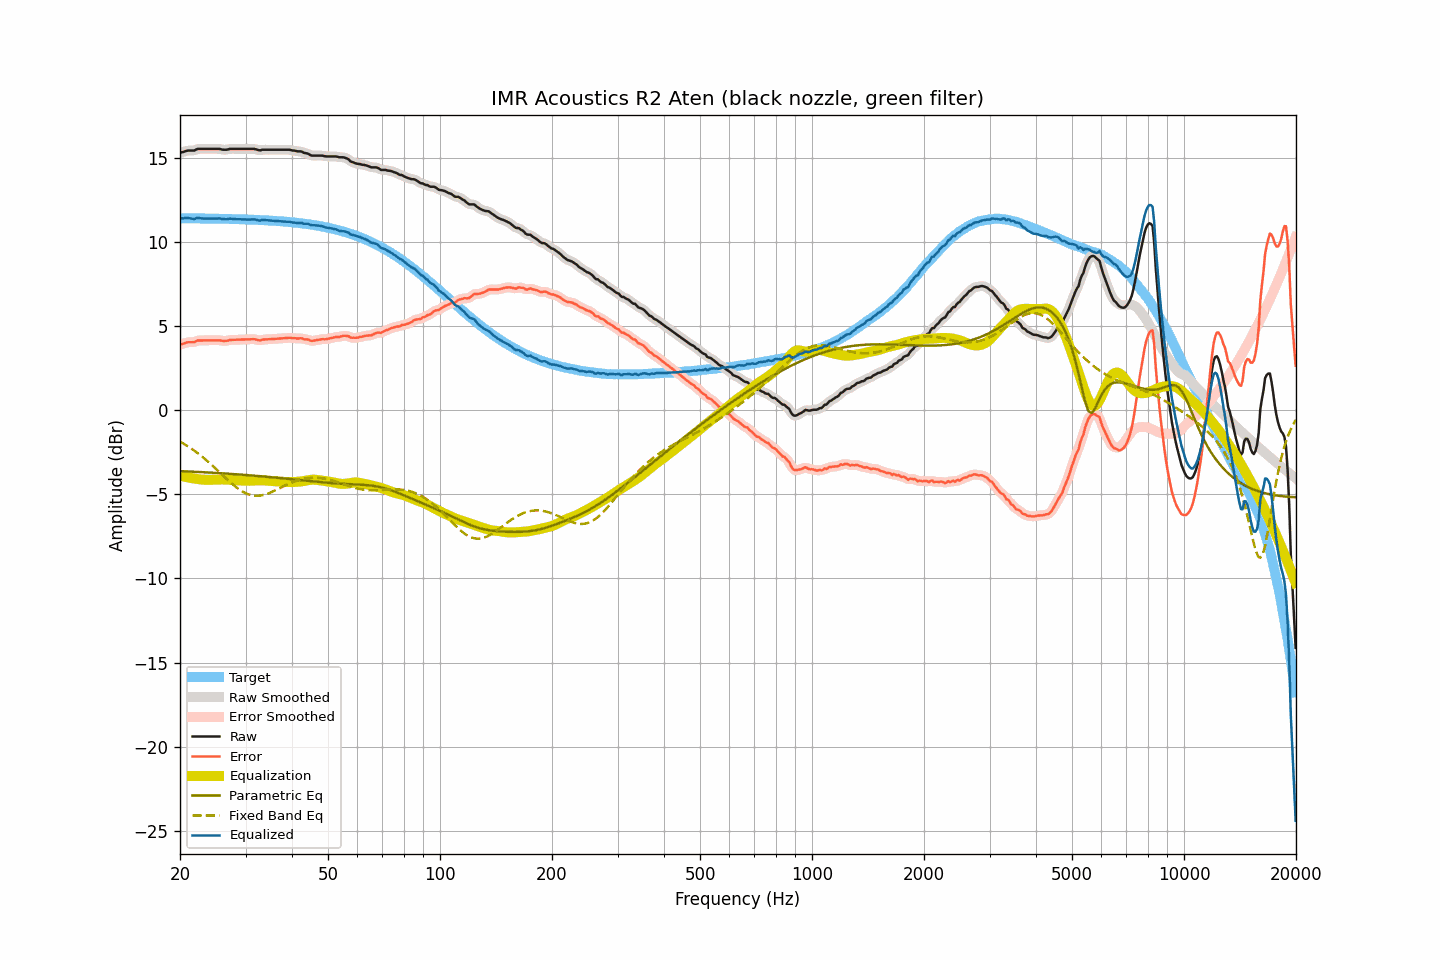 IMR Acoustics R2 Aten (black nozzle, green filter)
Amplitude (dBr)
15
10
5
0
−5
−10
−15
−20
−25
Target
Raw Smoothed
Error Smoothed
Raw
Error
Equalization
Parametric Eq
Fixed Band Eq
Equalized
20 50 100 200 500 1000 2000 5000 10000 20000
Frequency (Hz)